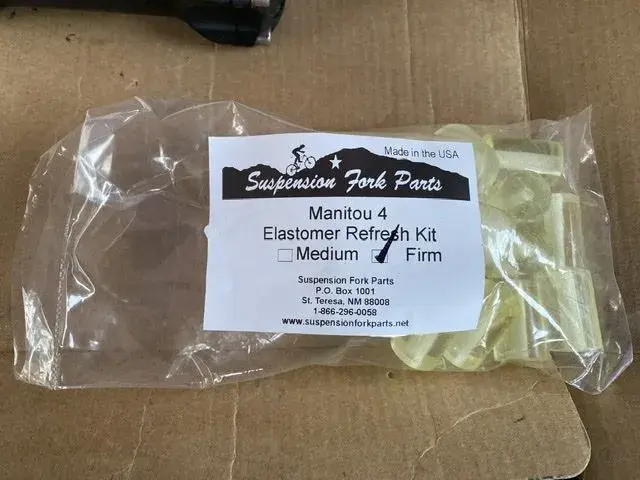 Made in the USA
Suspension Fork Parts
Manitou 4
Elastomer Refresh Kit
Medium Firm
Suspension Fork Parts
P.O. Box 1001
St. Teresa, NM 88008
1-866-296-0058
www.suspensionforkparts.net